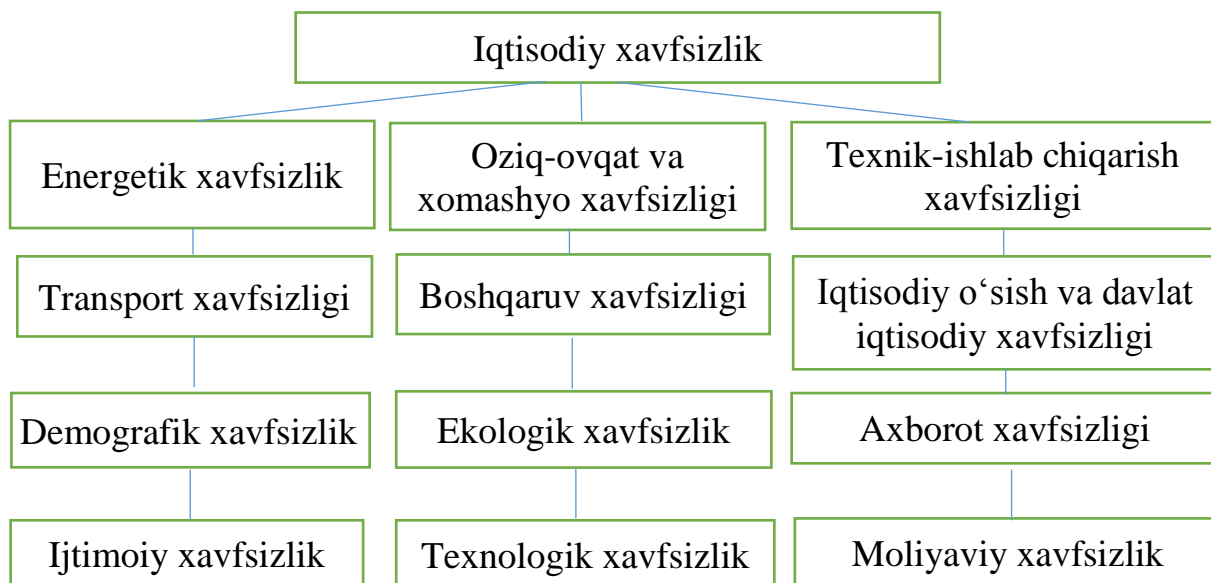 Iqtisodiy xavfsizlik
Energetik xavfsizlik
Oziq-ovqat va
xomashyo xavfsizligi
Texnik-ishlab chiqarish
xavfsizligi
Transport xavfsizligi
Boshqaruv xavfsizligi
Iqtisodiy o‘sish va davlat
iqtisodiy xavfsizligi
Demografik xavfsizlik
Ekologik xavfsizlik
Axborot xavfsizligi
Ijtimoiy xavfsizlik
Texnologik xavfsizlik
Moliyaviy xavfsizlik